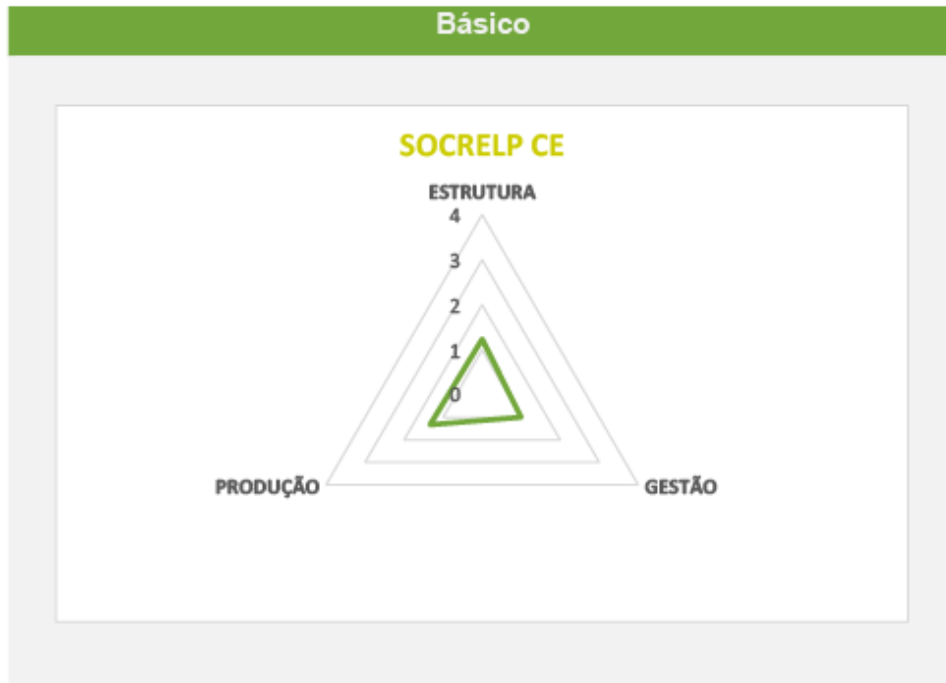 Básico
SOCRELP CE
ESTRUTURA
4
3
2
1
0
PRODUÇÃO
GESTÃO